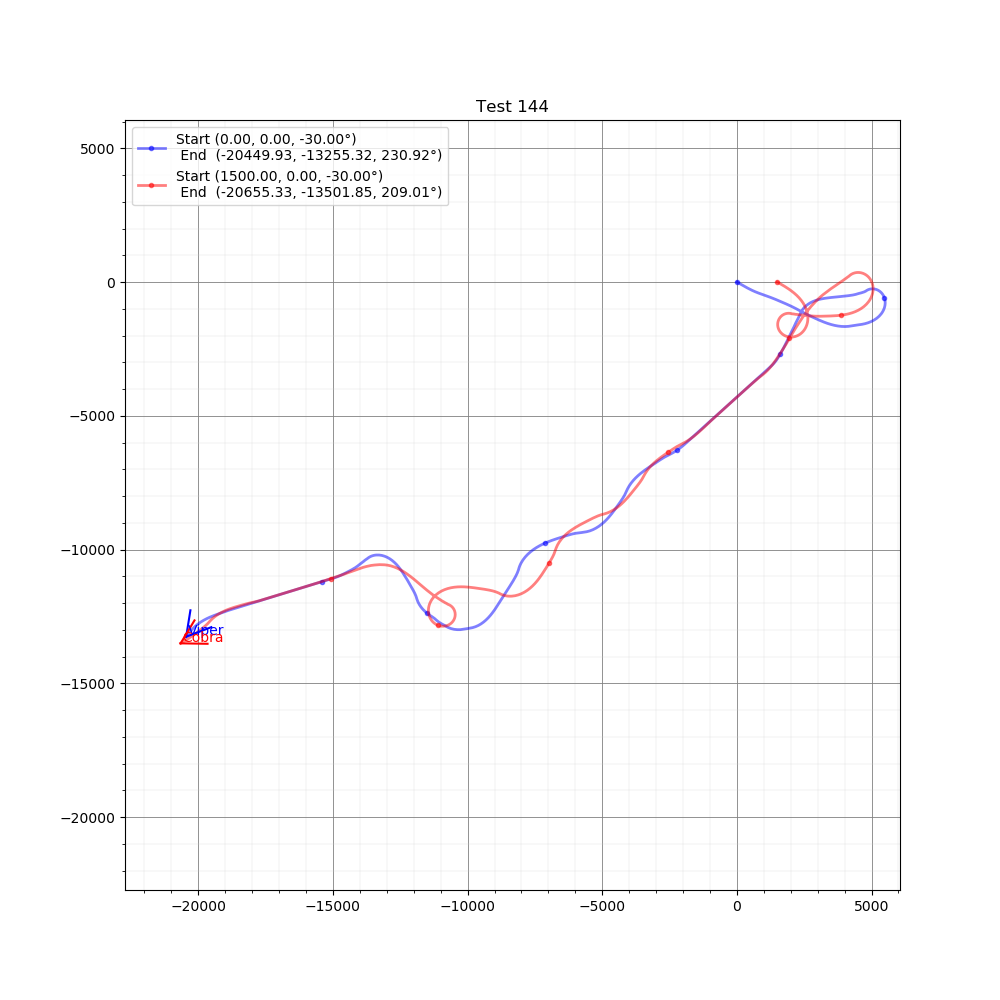 Test 144
Start (0.00, 0.00, -30.00°)
End (-20449.93, -13255.32, 230.92°)
Start (1500.00, 0.00, -30.00°)
End (-20655.33, -13501.85, 209.01°)
5000
0
−5000
−10000
−15000
−20000
Viper
Cobra
−20000 −15000 −10000 −5000 0 5000